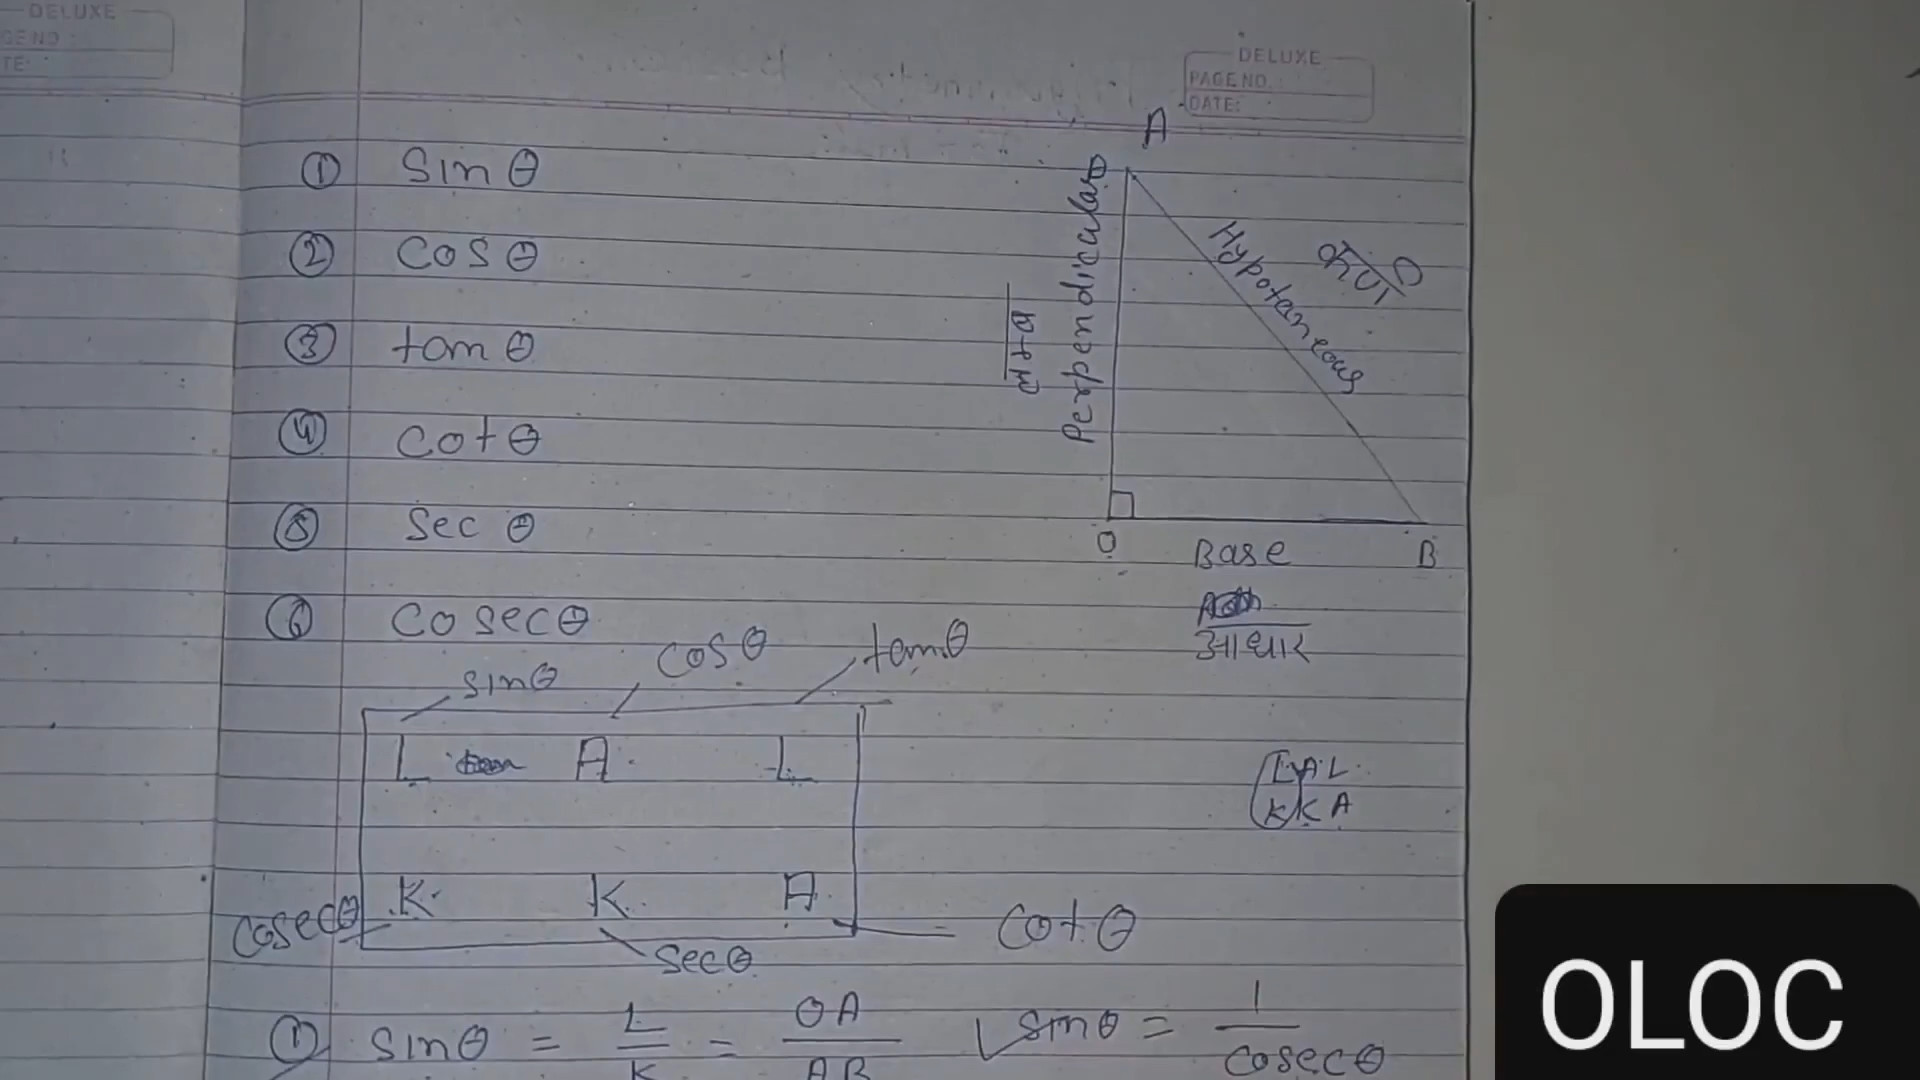 DELUXE
DELUXE
PAGE NO.:
DATE:
A
① Sin θ
② Cos θ
③ tan θ
④ Cot θ
⑤ Sec θ
⑥ Cosec θ
Perpendicular
लम्ब
Hypotaneous
कर्ण
O Base B
आधार
sinθ cosθ tanθ
L A L
K K A
cosecθ secθ cotθ
L A L
K K A
① sinθ = L/K = OA/AB sinθ = 1/cosecθ
OLOC